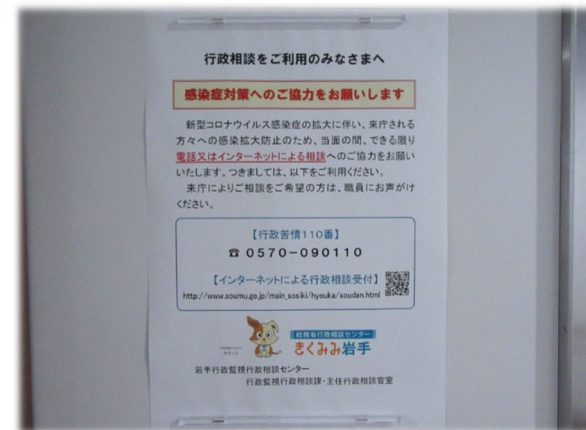 行政相談をご利用のみなさまへ
感染症対策へのご協力をお願いします
新型コロナウイルス感染症の拡大に伴い、来庁される
方々への感染拡大防止のため、当面の間、できる限り
電話又はインターネットによる相談へのご協力をお願い
いたします。つきましては、以下をご利用ください。
来庁によりご相談をご希望の方は、職員にお声がけ
ください。
【行政苦情110番】
☎ 0570-090110
【インターネットによる行政相談受付】
http://www.soumu.go.jp/main_sosiki/hyouka/soudan.html
総務省行政相談センター
きくみみ岩手
岩手行政監視行政相談センター
行政監視行政相談課・主任行政相談官室